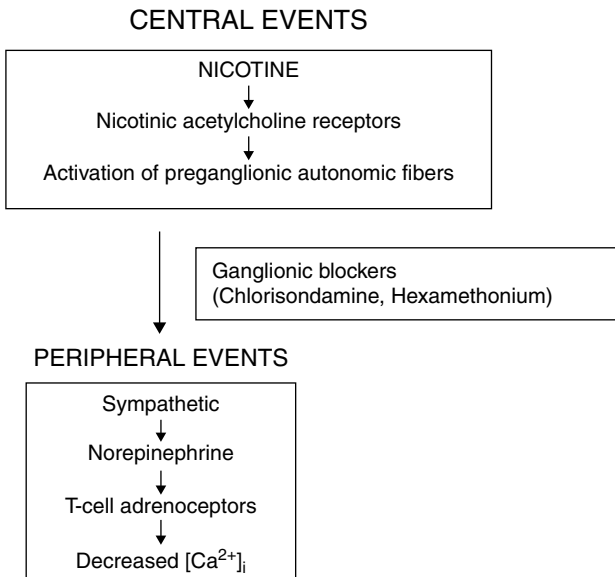 CENTRAL EVENTS
NICOTINE
Nicotinic acetylcholine receptors
Activation of preganglionic autonomic fibers
Ganglionic blockers
(Chlorisondamine, Hexamethonium)
PERIPHERAL EVENTS
Sympathetic
Norepinephrine
T-cell adrenoceptors
Decreased [Ca²⁺]ᵢ